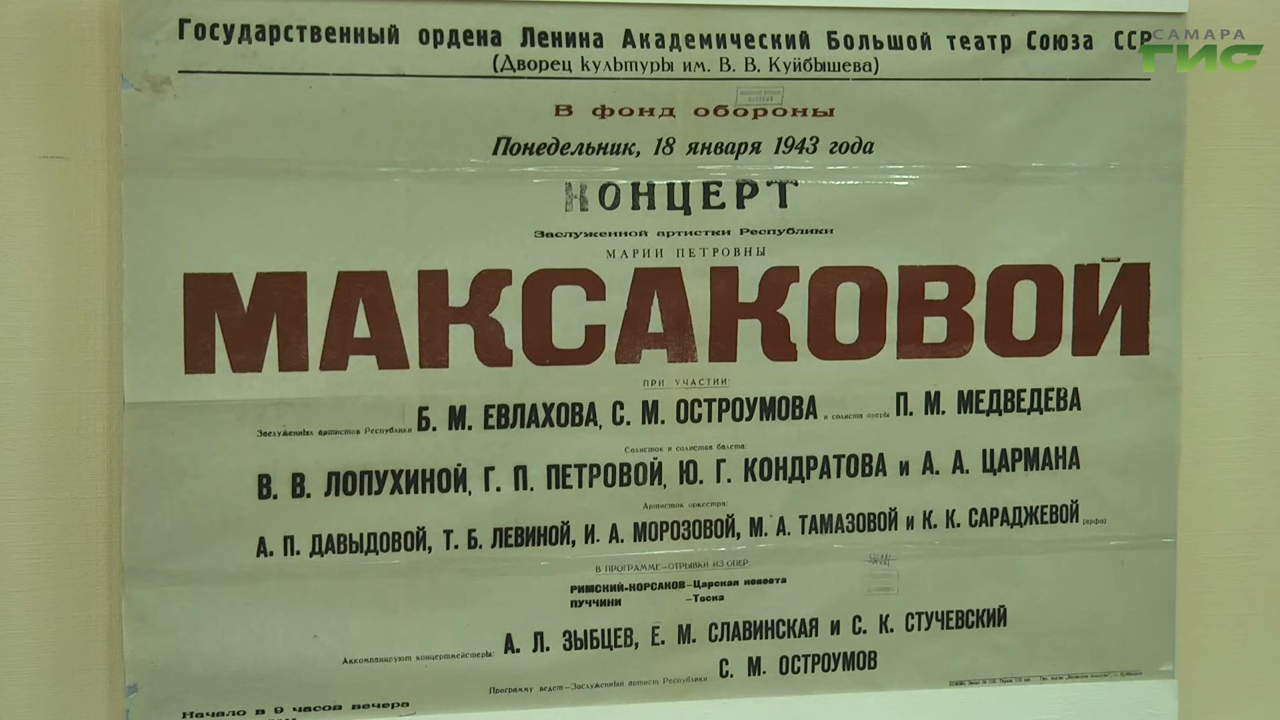 Государственный ордена Ленина Академический Большой театр Союза ССР
САМАРА
ГИС
(Дворец культуры им. В. В. Куйбышева)
В фонд обороны
Понедельник, 18 января 1943 года
КОНЦЕРТ
Заслуженной артистки Республики
МАРИИ ПЕТРОВНЫ
МАКСАКОВОЙ
ПРИ УЧАСТИИ:
Заслуженных артистов Республики Б. М. ЕВЛАХОВА, С. М. ОСТРОУМОВА и солиста оперы П. М. МЕДВЕДЕВА
Солисток и солистов балета:
В. В. ЛОПУХИНОЙ, Г. П. ПЕТРОВОЙ, Ю. Г. КОНДРАТОВА и А. А. ЦАРМАНА
Артисток оркестра:
А. П. ДАВЫДОВОЙ, Т. Б. ЛЕВИНОЙ, И. А. МОРОЗОВОЙ, М. А. ТАМАЗОВОЙ и К. К. САРАДЖЕВОЙ (арфа)
В ПРОГРАММЕ—ОТРЫВКИ ИЗ ОПЕР:
РИМСКИЙ-КОРСАКОВ—Царская невеста
ПУЧЧИНИ —Тоска
Аккомпанируют концертмейстеры: А. Л. ЗЫБЦЕВ, Е. М. СЛАВИНСКАЯ и С. К. СТУЧЕВСКИЙ
Программу ведет—Заслуженный артист Республики С. М. ОСТРОУМОВ
Начало в 9 часов вечера